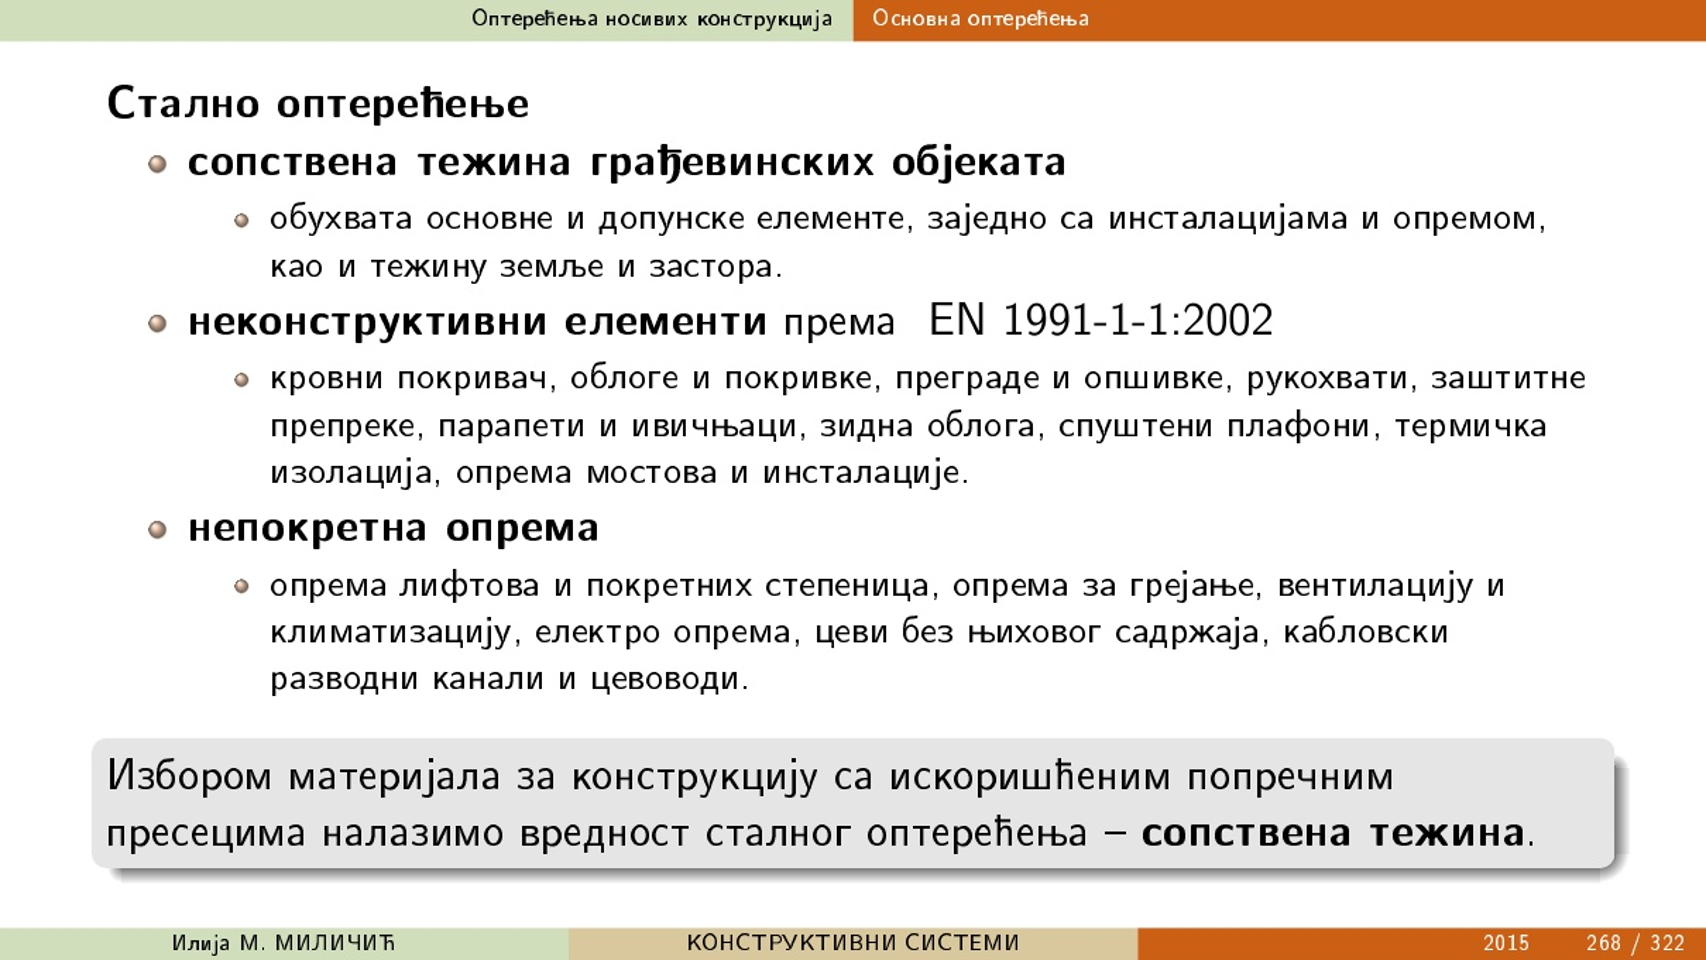 Оптерећења носивих конструкција Основна оптерећења
Стално оптерећење
сопствена тежина грађевинских објеката
обухвата основне и допунске елементе, заједно са инсталацијама и опремом,
као и тежину земље и застора.
неконструктивни елементи према EN 1991-1-1:2002
кровни покривач, облоге и покривке, преграде и опшивке, рукохвати, заштитне
препреке, парапети и ивичњаци, зидна облога, спуштени плафони, термичка
изолација, опрема мостова и инсталације.
непокретна опрема
опрема лифтова и покретних степеница, опрема за грејање, вентилацију и
климатизацију, електро опрема, цеви без њиховог садржаја, кабловски
разводни канали и цевоводи.
Избором материјала за конструкцију са искоришћеним попречним
пресецима налазимо вредност сталног оптерећења – сопствена тежина.
Илија М. МИЛИЧИЋ КОНСТРУКТИВНИ СИСТЕМИ 2015 268 / 322